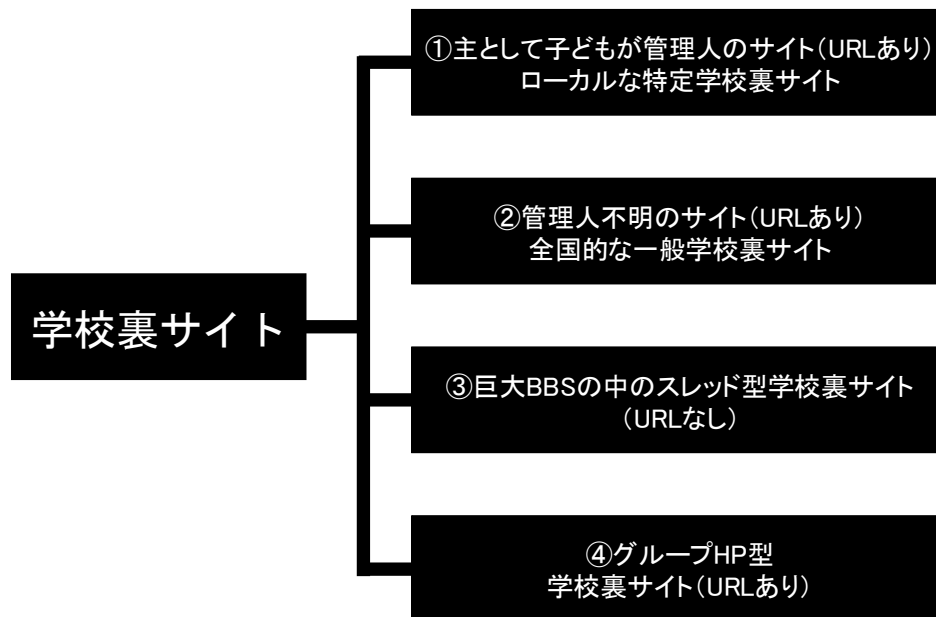 学校裏サイト
①主として子どもが管理人のサイト(URLあり)
ローカルな特定学校裏サイト
②管理人不明のサイト(URLあり)
全国的な一般学校裏サイト
③巨大BBSの中のスレッド型学校裏サイト
(URLなし)
④グループHP型
学校裏サイト(URLあり)